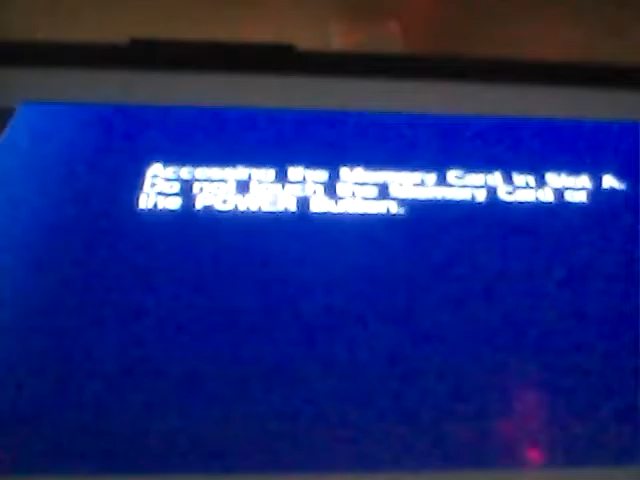 Accessing the Memory Card in Slot A.
Do not touch the Memory Card or
the POWER Button.